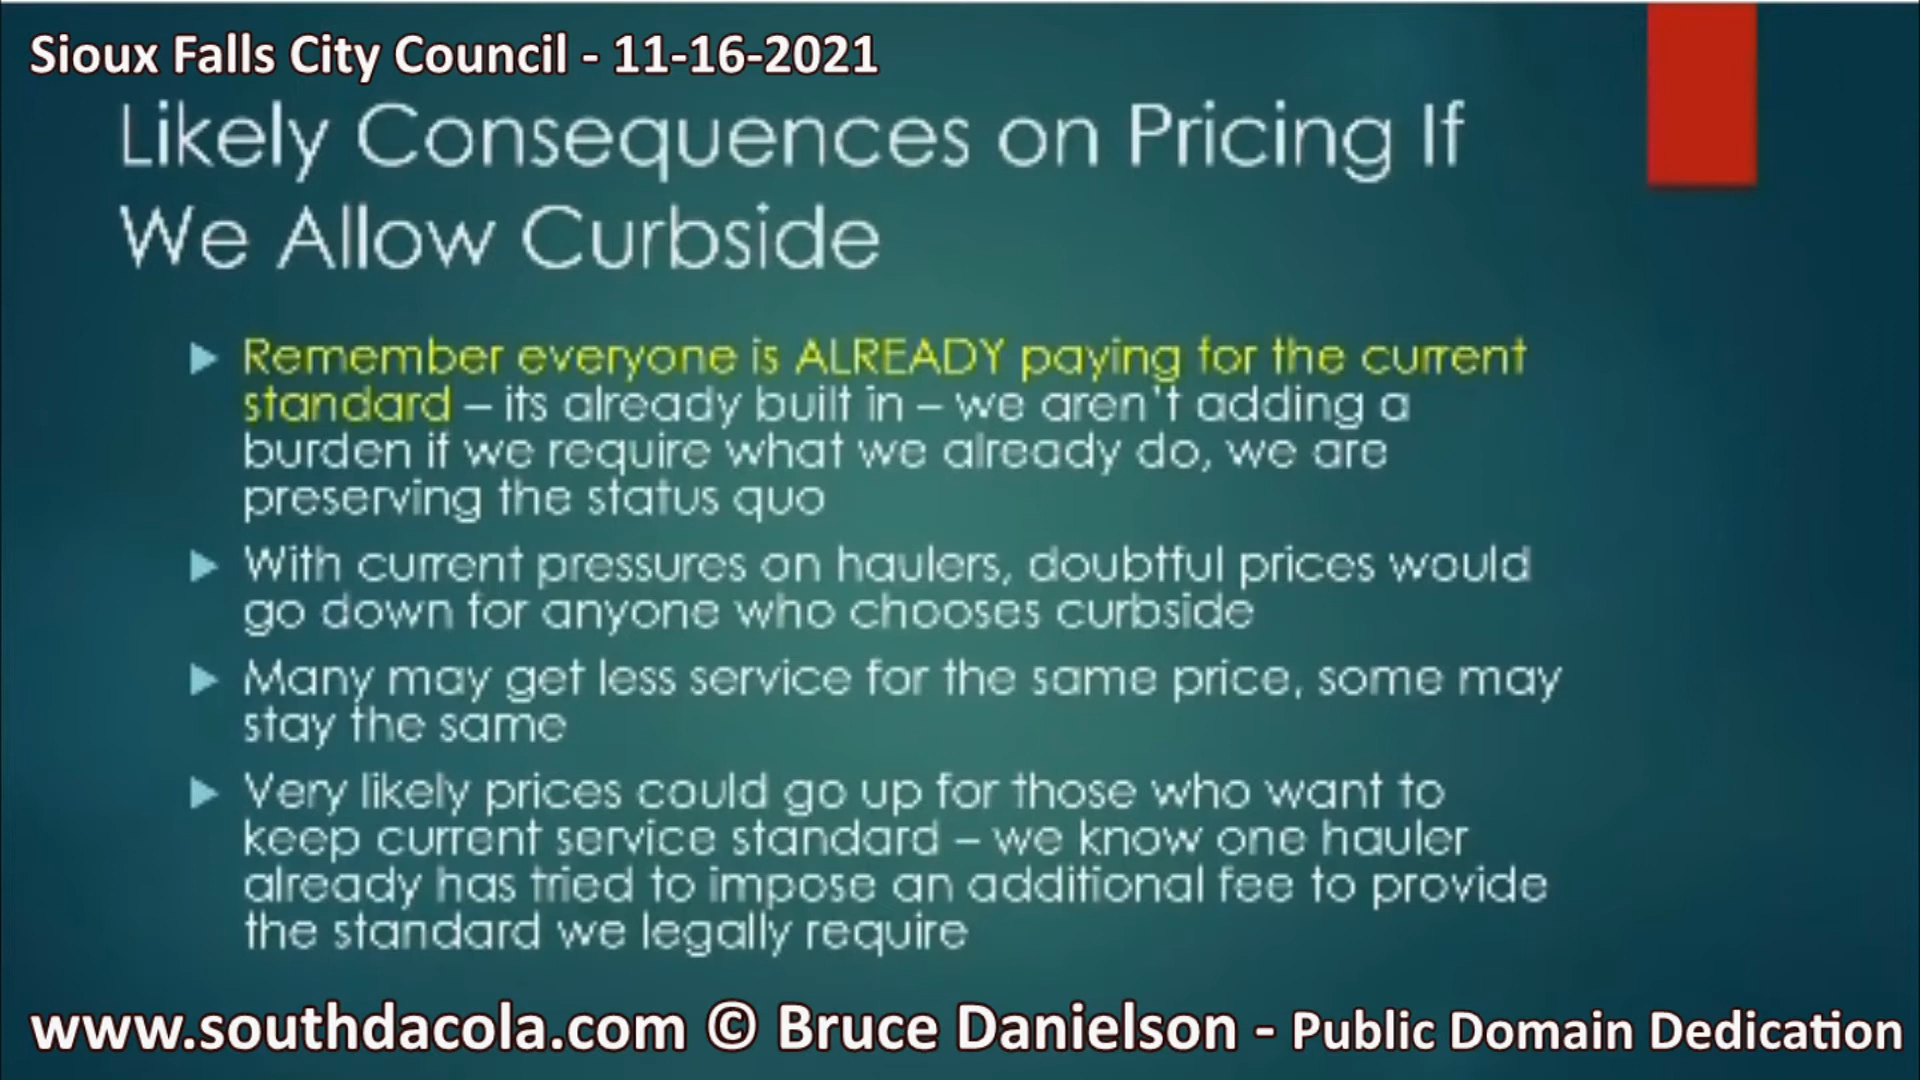 Sioux Falls City Council - 11-16-2021
Likely Consequences on Pricing If
We Allow Curbside
Remember everyone is ALREADY paying for the current
standard – its already built in – we aren't adding a
burden if we require what we already do, we are
preserving the status quo
With current pressures on haulers, doubtful prices would
go down for anyone who chooses curbside
Many may get less service for the same price, some may
stay the same
Very likely prices could go up for those who want to
keep current service standard – we know one hauler
already has tried to impose an additional fee to provide
the standard we legally require
www.southdacola.com © Bruce Danielson - Public Domain Dedication